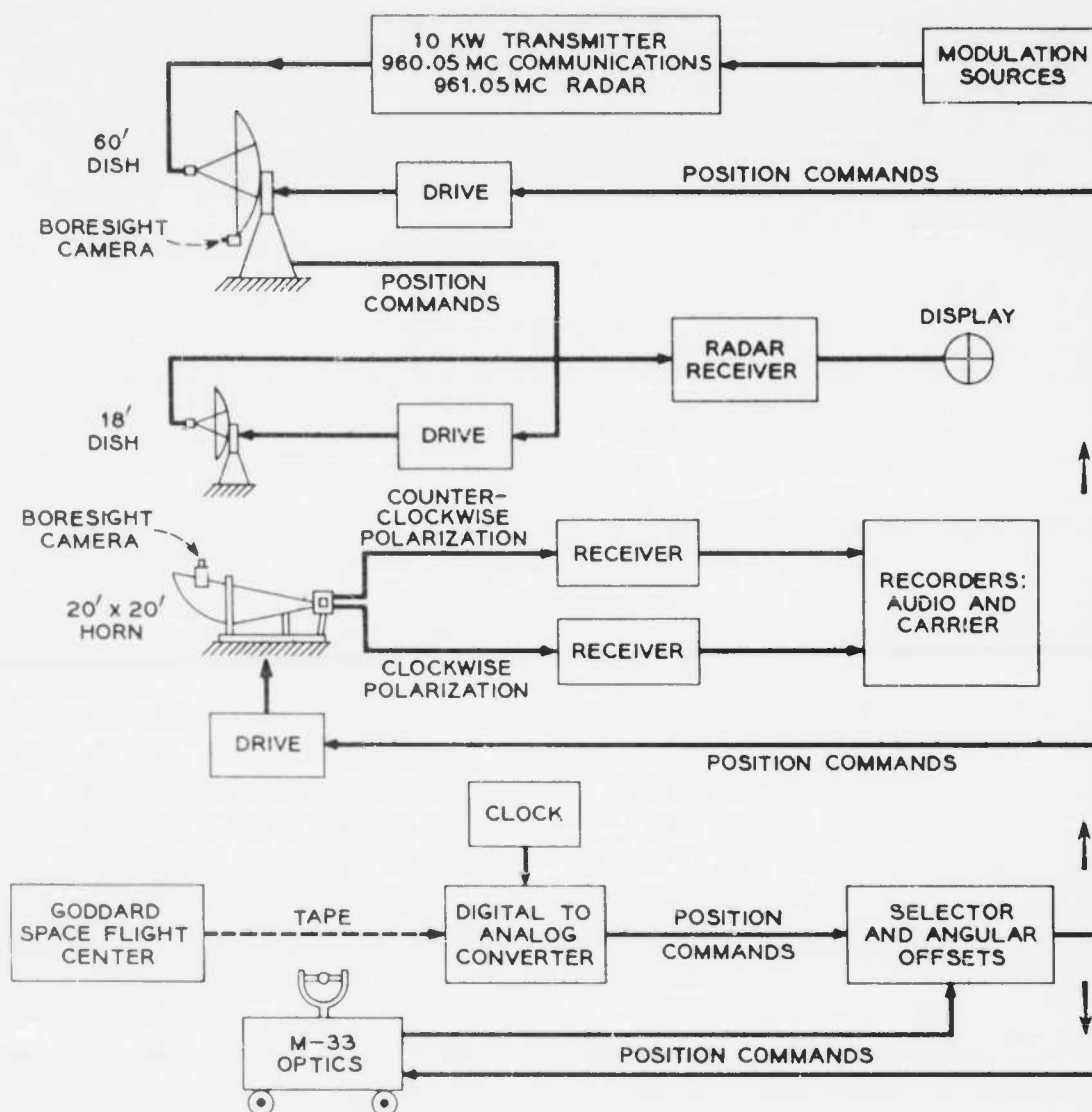 10 KW TRANSMITTER
960.05 MC COMMUNICATIONS
961.05 MC RADAR
MODULATION
SOURCES
60'
DISH
DRIVE
POSITION COMMANDS
BORESIGHT
CAMERA
POSITION
COMMANDS
DISPLAY
RADAR
RECEIVER
18'
DISH
DRIVE
COUNTER-
CLOCKWISE
POLARIZATION
BORESIGHT
CAMERA
RECEIVER
RECORDERS:
AUDIO AND
CARRIER
20' x 20'
HORN
RECEIVER
CLOCKWISE
POLARIZATION
DRIVE
POSITION COMMANDS
CLOCK
GODDARD
SPACE FLIGHT
CENTER
TAPE
DIGITAL TO
ANALOG
CONVERTER
POSITION
COMMANDS
SELECTOR
AND ANGULAR
OFFSETS
M-33
OPTICS
POSITION COMMANDS